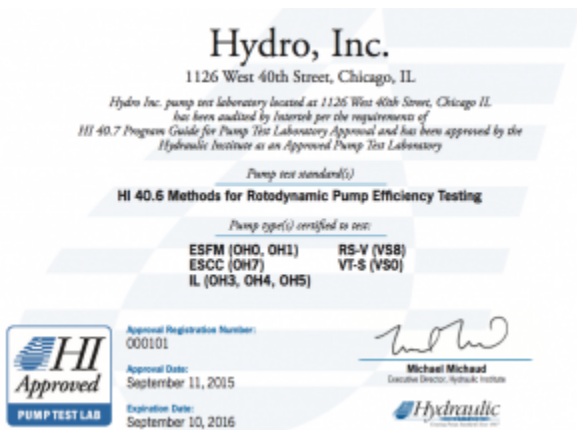 Hydro, Inc.
1126 West 40th Street, Chicago, IL
Hydro Inc. pump test laboratory located at 1126 West 40th Street, Chicago IL
has been audited by Intertek per the requirements of
HI 40.7 Program Guide for Pump Test Laboratory Approval and has been approved by the
Hydraulic Institute as an Approved Pump Test Laboratory
Pump test standard(s)
HI 40.6 Methods for Rotodynamic Pump Efficiency Testing
Pump type(s) certified to test:
ESFM (OH0, OH1) RS-V (VS8)
ESCC (OH7) VT-S (VS0)
IL (OH3, OH4, OH5)
HI
Approved
PUMP TEST LAB
Approval Registration Number:
000101
Approval Date:
September 11, 2015
Expiration Date:
September 10, 2016
Michael Michaud
Executive Director, Hydraulic Institute
Hydraulic